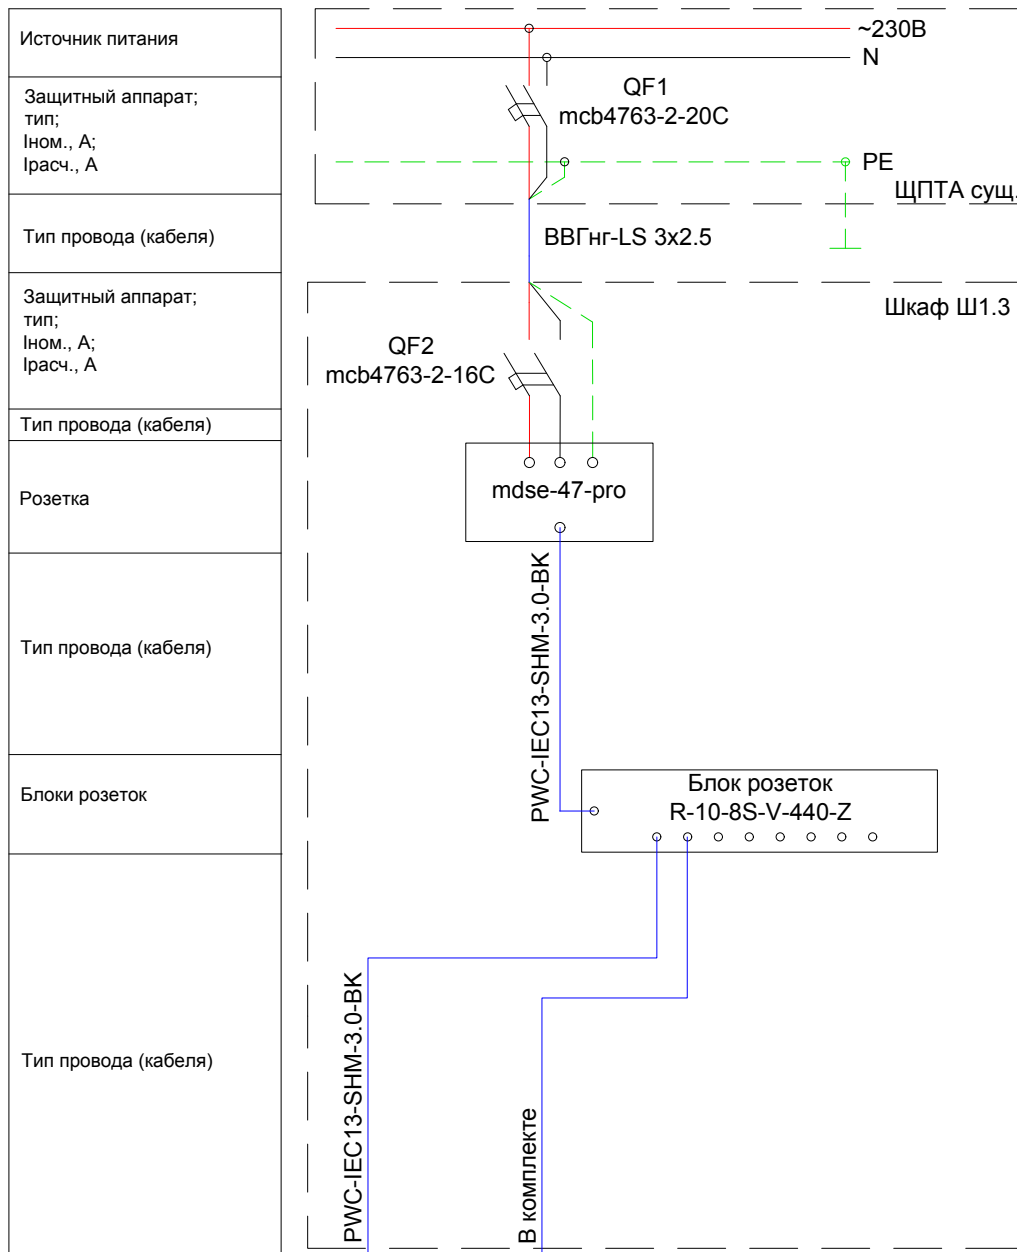 Источник питания
~230В
N
Защитный аппарат;
тип;
Iном., А;
Iрасч., А
QF1
mcb4763-2-20C
PE
ЩПТА сущ.
Тип провода (кабеля)
ВВГнг-LS 3x2.5
Защитный аппарат;
тип;
Iном., А;
Iрасч., А
Шкаф Ш1.3
QF2
mcb4763-2-16C
Тип провода (кабеля)
Розетка
mdse-47-pro
Тип провода (кабеля)
PWC-IEC13-SHM-3.0-BK
Блоки розеток
Блок розеток
R-10-8S-V-440-Z
Тип провода (кабеля)
PWC-IEC13-SHM-3.0-BK
В комплекте